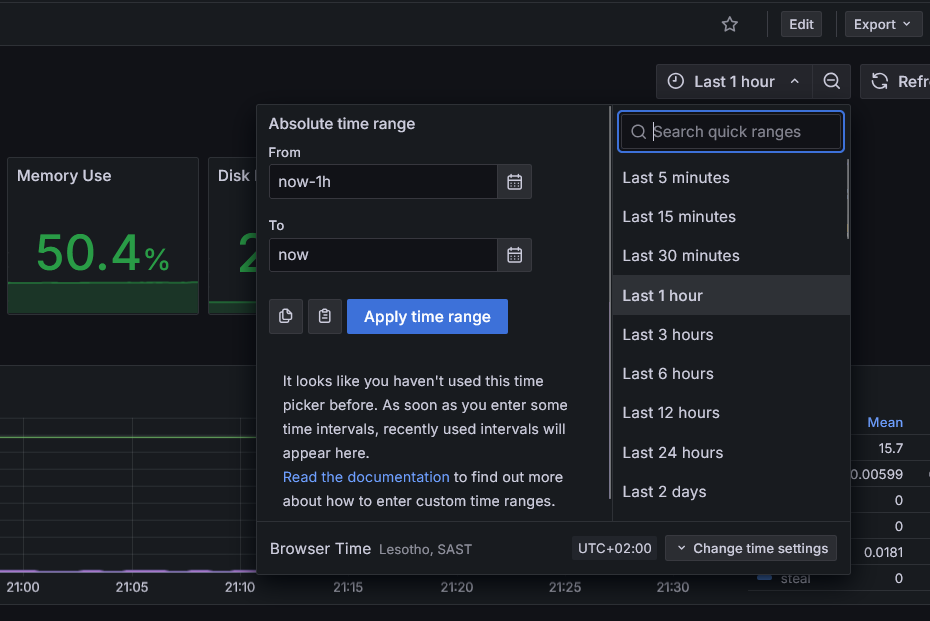 Edit
Export
Last 1 hour
Refr
Absolute time range
Search quick ranges
From
now-1h
Last 5 minutes
Memory Use
Disk
Last 15 minutes
To
50.4%
2
now
Last 30 minutes
Last 1 hour
Apply time range
Last 3 hours
Last 6 hours
It looks like you haven't used this time
picker before. As soon as you enter some
time intervals, recently used intervals will
appear here.
Read the documentation to find out more
about how to enter custom time ranges.
Last 12 hours
Last 24 hours
Last 2 days
Mean
15.7
0.00599
0
0
0.0181
Browser Time Lesotho, SAST
UTC+02:00
Change time settings
steal
0
21:00
21:05
21:10
21:15
21:20
21:25
21:30